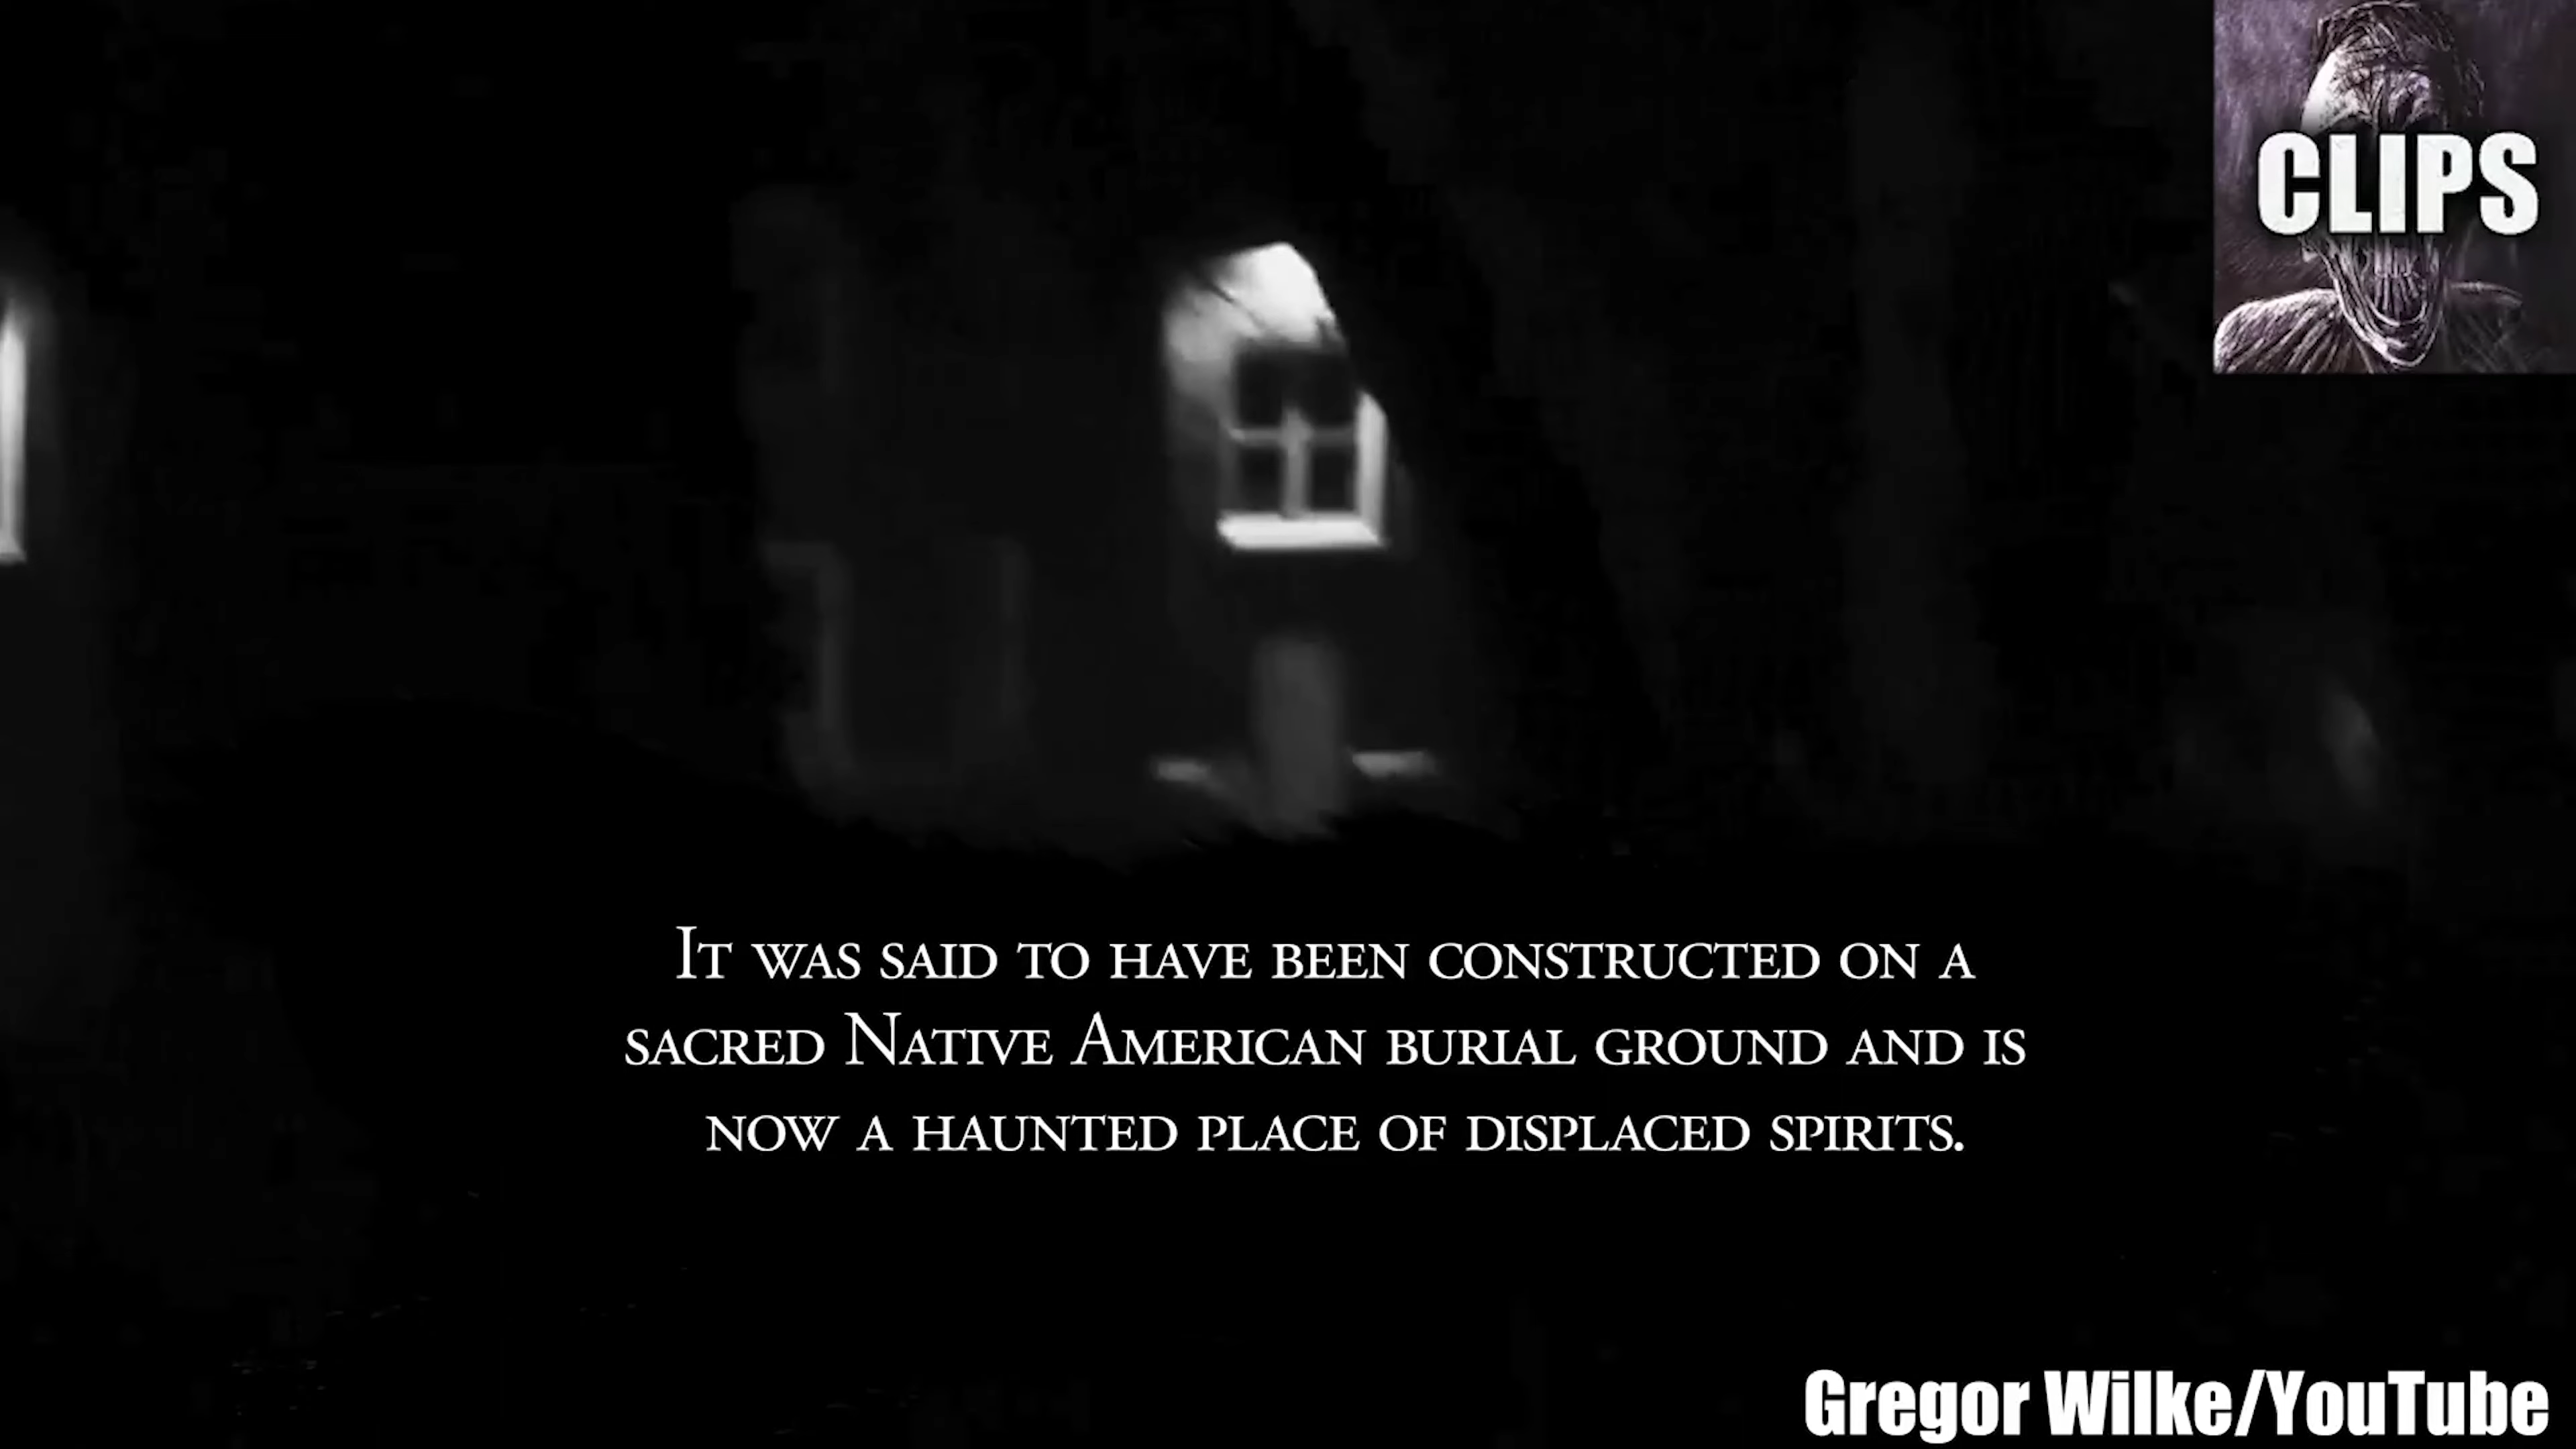 CLIPS
It was said to have been constructed on a
sacred Native American burial ground and is
now a haunted place of displaced spirits.
Gregor Wilke/YouTube